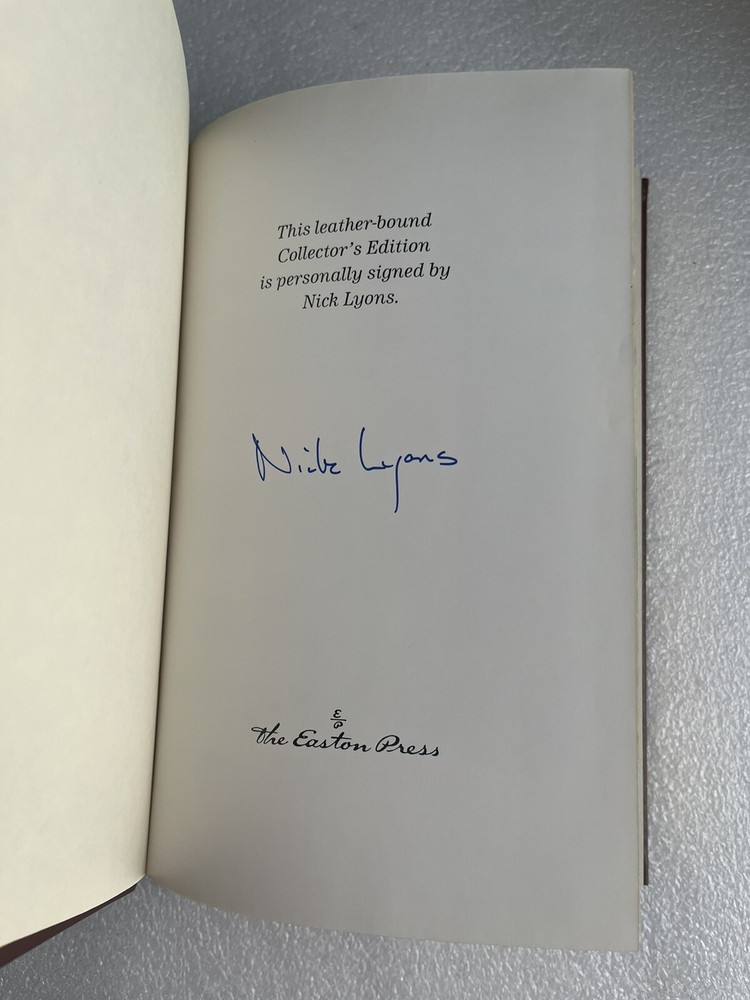 This leather-bound
Collector's Edition
is personally signed by
Nick Lyons.
Nick Lyons
E
P
The Easton Press